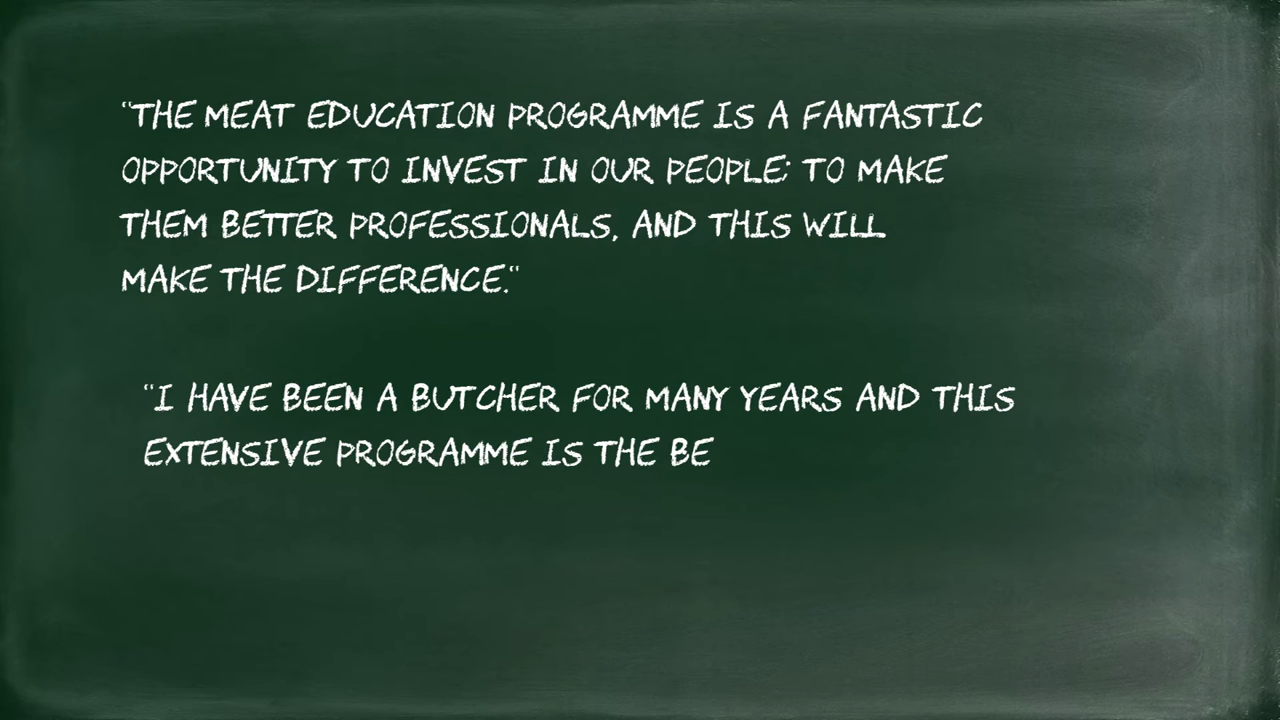 "THE MEAT EDUCATION PROGRAMME IS A FANTASTIC
OPPORTUNITY TO INVEST IN OUR PEOPLE; TO MAKE
THEM BETTER PROFESSIONALS, AND THIS WILL
MAKE THE DIFFERENCE."
"I HAVE BEEN A BUTCHER FOR MANY YEARS AND THIS
EXTENSIVE PROGRAMME IS THE BE